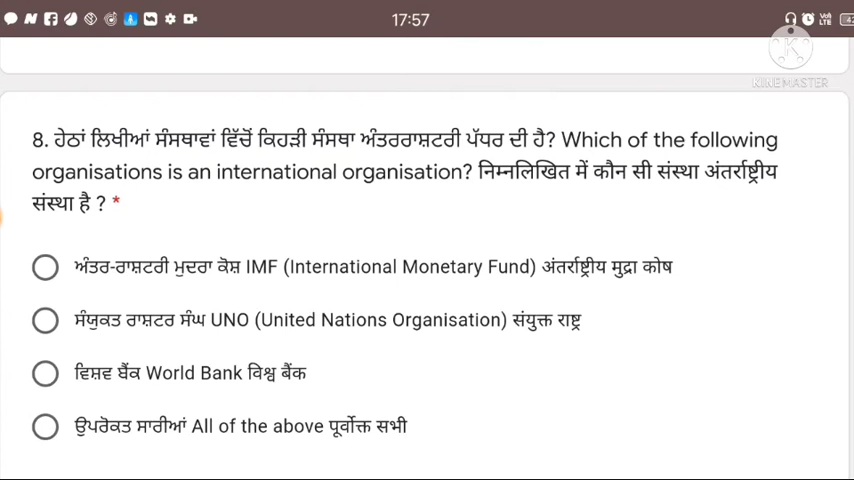 17:57
KINEMASTER
8. ਹੇਠਾਂ ਲਿਖੀਆਂ ਸੰਸਥਾਵਾਂ ਵਿੱਚੋਂ ਕਿਹੜੀ ਸੰਸਥਾ ਅੰਤਰਰਾਸ਼ਟਰੀ ਪੱਧਰ ਦੀ ਹੈ? Which of the following
organisations is an international organisation? निम्नलिखित में कौन सी संस्था अंतर्राष्ट्रीय
संस्था है ? *
ਅੰਤਰ-ਰਾਸ਼ਟਰੀ ਮੁਦਰਾ ਕੋਸ਼ IMF (International Monetary Fund) अंतर्राष्ट्रीय मुद्रा कोष
ਸੰਯੁਕਤ ਰਾਸ਼ਟਰ ਸੰਘ UNO (United Nations Organisation) संयुक्त राष्ट्र
ਵਿਸ਼ਵ ਬੈਂਕ World Bank विश्व बैंक
ਉਪਰੋਕਤ ਸਾਰੀਆਂ All of the above पूर्वोक्त सभी